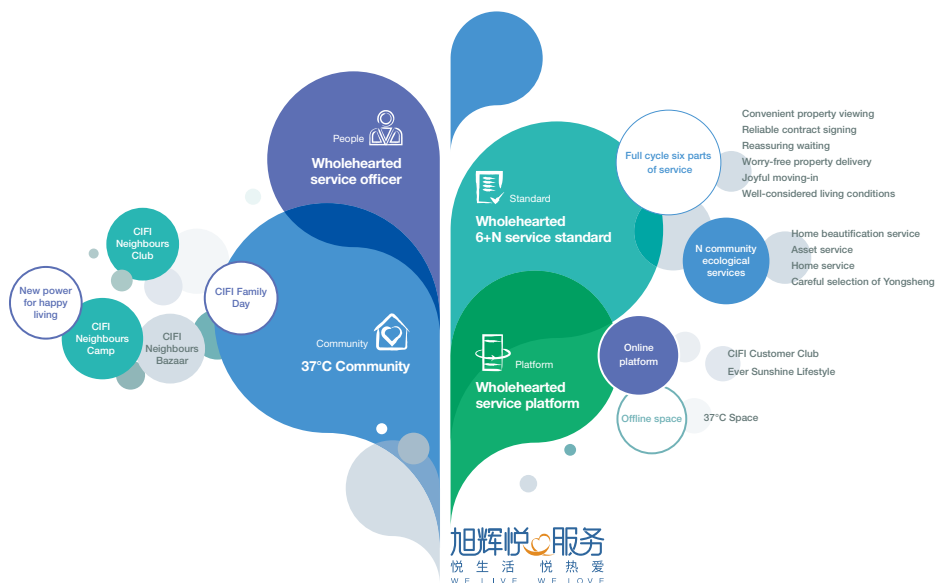 People
Wholehearted
service officer
CIFI
Neighbours
Club
New power
for happy
living
CIFI Family
Day
CIFI
Neighbours
Camp
CIFI
Neighbours
Bazaar
Community
37°C Community
Standard
Wholehearted
6+N service standard
Full cycle six parts
of service
Convenient property viewing
Reliable contract signing
Reassuring waiting
Worry-free property delivery
Joyful moving-in
Well-considered living conditions
N community
ecological
services
Home beautification service
Asset service
Home service
Careful selection of Yongsheng
Platform
Wholehearted
service platform
Online
platform
CIFI Customer Club
Ever Sunshine Lifestyle
Offline space
37°C Space
旭辉悦心服务
悦生活 悦热爱
WE LIVE WE LOVE